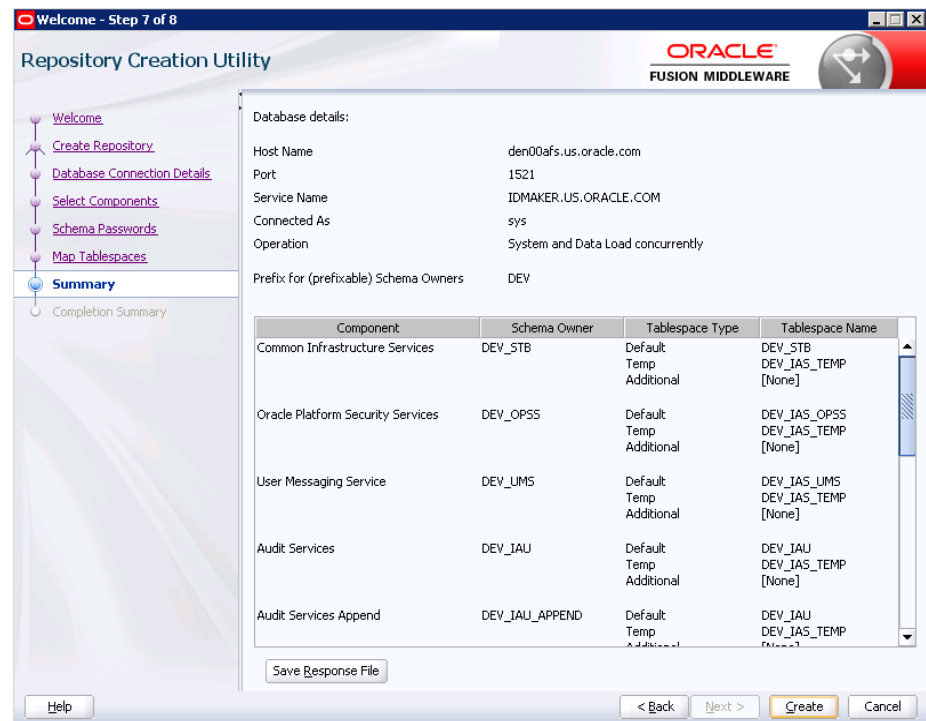 Welcome - Step 7 of 8
Repository Creation Utility
ORACLE
FUSION MIDDLEWARE
Welcome
Create Repository
Database Connection Details
Select Components
Schema Passwords
Map Tablespaces
Summary
Completion Summary
Database details:
Host Name den00afs.us.oracle.com
Port 1521
Service Name IDMAKER.US.ORACLE.COM
Connected As sys
Operation System and Data Load concurrently
Prefix for (prefixable) Schema Owners DEV
Component Schema Owner Tablespace Type Tablespace Name
Common Infrastructure Services DEV_STB Default DEV_STB
Temp DEV_IAS_TEMP
Additional [None]
Oracle Platform Security Services DEV_OPSS Default DEV_IAS_OPSS
Temp DEV_IAS_TEMP
Additional [None]
User Messaging Service DEV_UMS Default DEV_IAS_UMS
Temp DEV_IAS_TEMP
Additional [None]
Audit Services DEV_IAU Default DEV_IAU
Temp DEV_IAS_TEMP
Additional [None]
Audit Services Append DEV_IAU_APPEND Default DEV_IAU
Temp DEV_IAS_TEMP
Additional [None]
Save Response File
Help < Back Next > Create Cancel